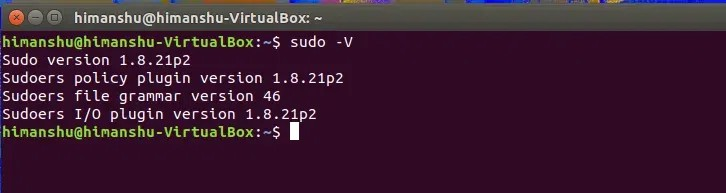 himanshu@himanshu-VirtualBox: ~
himanshu@himanshu-VirtualBox:~$ sudo -V
Sudo version 1.8.21p2
Sudoers policy plugin version 1.8.21p2
Sudoers file grammar version 46
Sudoers I/O plugin version 1.8.21p2
himanshu@himanshu-VirtualBox:~$